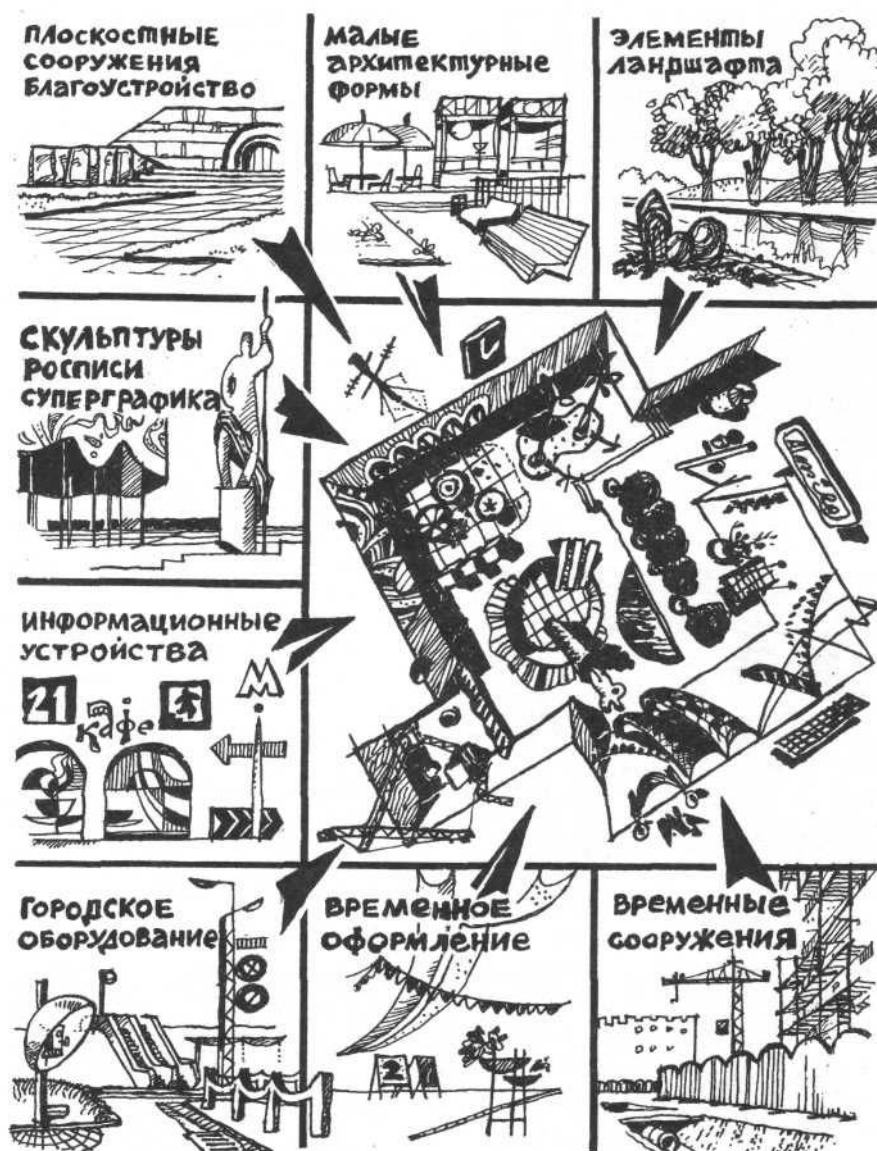 ПЛОСКОСТНЫЕ
СООРУЖЕНИЯ
БЛАГОУСТРОЙСТВО
МАЛЫЕ
архитектурные
формы
ЭЛЕМЕНТЫ
ЛАНДШАФТА
СКУЛЬПТУРЫ
РОСПИСИ
СУПЕРГРАФИКА
ИНФОРМАЦИОННЫЕ
УСТРОЙСТВА
21
кафе
М
ГОРОДСКОЕ
ОБОРУДОВАНИЕ
ВРЕМЕННОЕ
ОФОРМЛЕНИЕ
2
ВРЕМЕННЫЕ
СООРУЖЕНИЯ